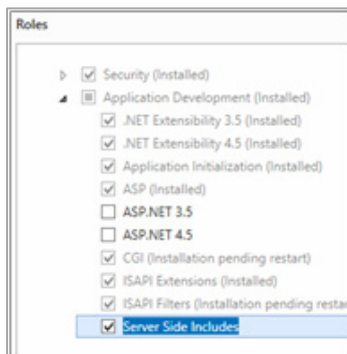 Roles
Security (Installed)
Application Development (Installed)
.NET Extensibility 3.5 (Installed)
.NET Extensibility 4.5 (Installed)
Application Initialization (Installed)
ASP (Installed)
ASP.NET 3.5
ASP.NET 4.5
CGI (Installation pending restart)
ISAPI Extensions (Installed)
ISAPI Filters (Installation pending restar
Server Side Includes